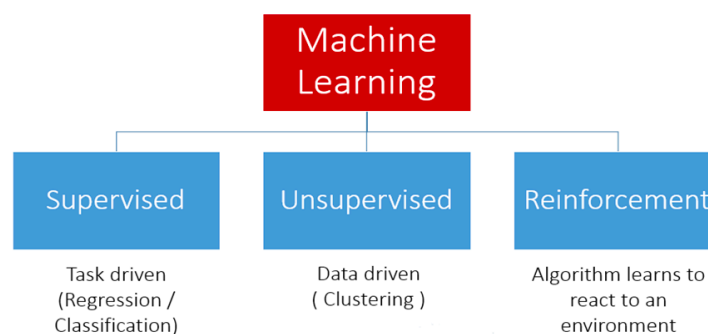 Machine
Learning
Supervised
Unsupervised
Reinforcement
Task driven
(Regression /
Classification)
Data driven
( Clustering )
Algorithm learns to
react to an
environment